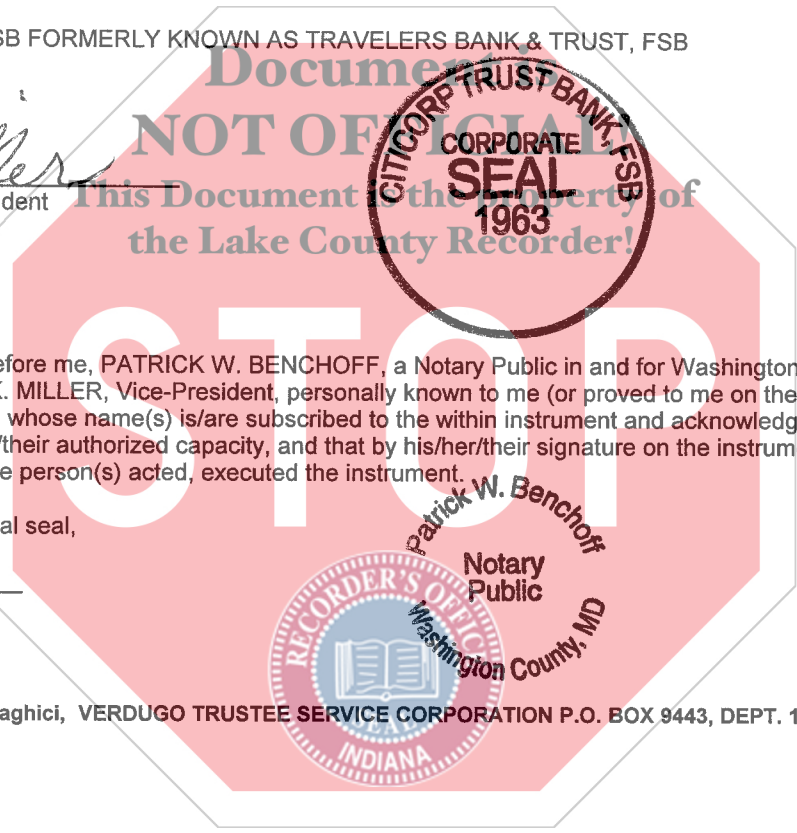 SB FORMERLY KNOWN AS TRAVELERS BANK & TRUST, FSB
Document is
NOT OFFICIAL!
This Document is the property of
the Lake County Recorder!
CITICORP TRUST BANK, FSB
CORPORATE
SEAL
1963
ller
dent
STOP
efore me, PATRICK W. BENCHOFF, a Notary Public in and for Washington
K. MILLER, Vice-President, personally known to me (or proved to me on the
whose name(s) is/are subscribed to the within instrument and acknowledg
/their authorized capacity, and that by his/her/their signature on the instrum
e person(s) acted, executed the instrument.
al seal,
Patrick W. Benchoff
Notary
Public
Washington County, MD
RECORDER'S OFFICE
SEAL
INDIANA
aghici, VERDUGO TRUSTEE SERVICE CORPORATION P.O. BOX 9443, DEPT. 1